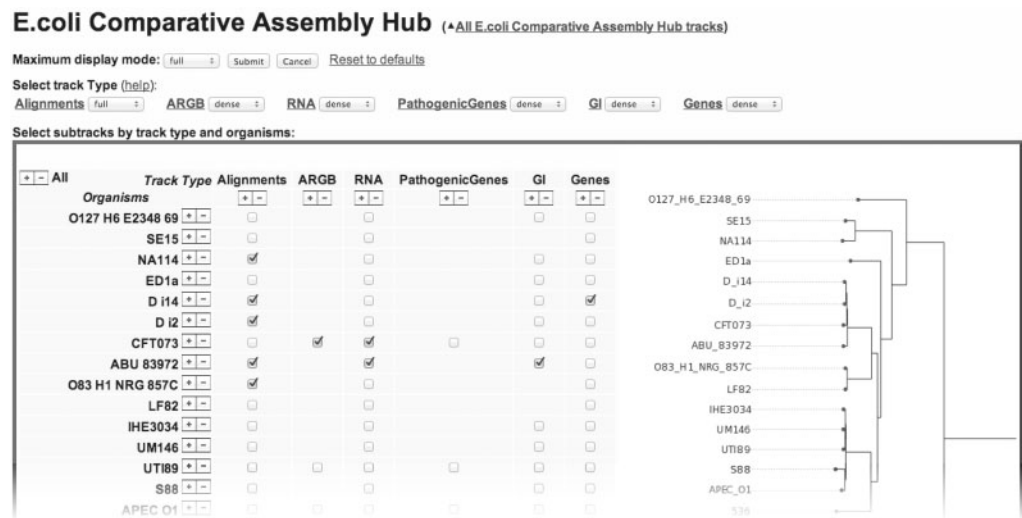 E.coli Comparative Assembly Hub (▲All E.coli Comparative Assembly Hub tracks)
Maximum display mode: full Submit Cancel Reset to defaults
Select track Type (help):
Alignments full ARGB dense RNA dense PathogenicGenes dense GI dense Genes dense
Select subtracks by track type and organisms:
+ - All
Track Type Alignments ARGB RNA PathogenicGenes GI Genes
Organisms + - + - + - + - + - + -
O127 H6 E2348 69 + -
SE15 + -
NA114 + -
ED1a + -
D i14 + -
D i2 + -
CFT073 + -
ABU 83972 + -
O83 H1 NRG 857C + -
LF82 + -
IHE3034 + -
UM146 + -
UTI89 + -
S88 + -
APEC O1 + -
O127_H6_E2348_69
SE15
NA114
ED1a
D_i14
D_i2
CFT073
ABU_83972
O83_H1_NRG_857C
LF82
IHE3034
UM146
UTI89
S88
APEC_O1
536